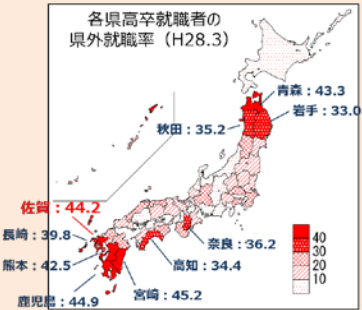 各県高卒就職者の
県外就職率（H28.3）
青森：43.3
岩手：33.0
秋田：35.2
佐賀：44.2
長崎：39.8
奈良：36.2
熊本：42.5
高知：34.4
鹿児島：44.9
宮崎：45.2
40
30
20
10